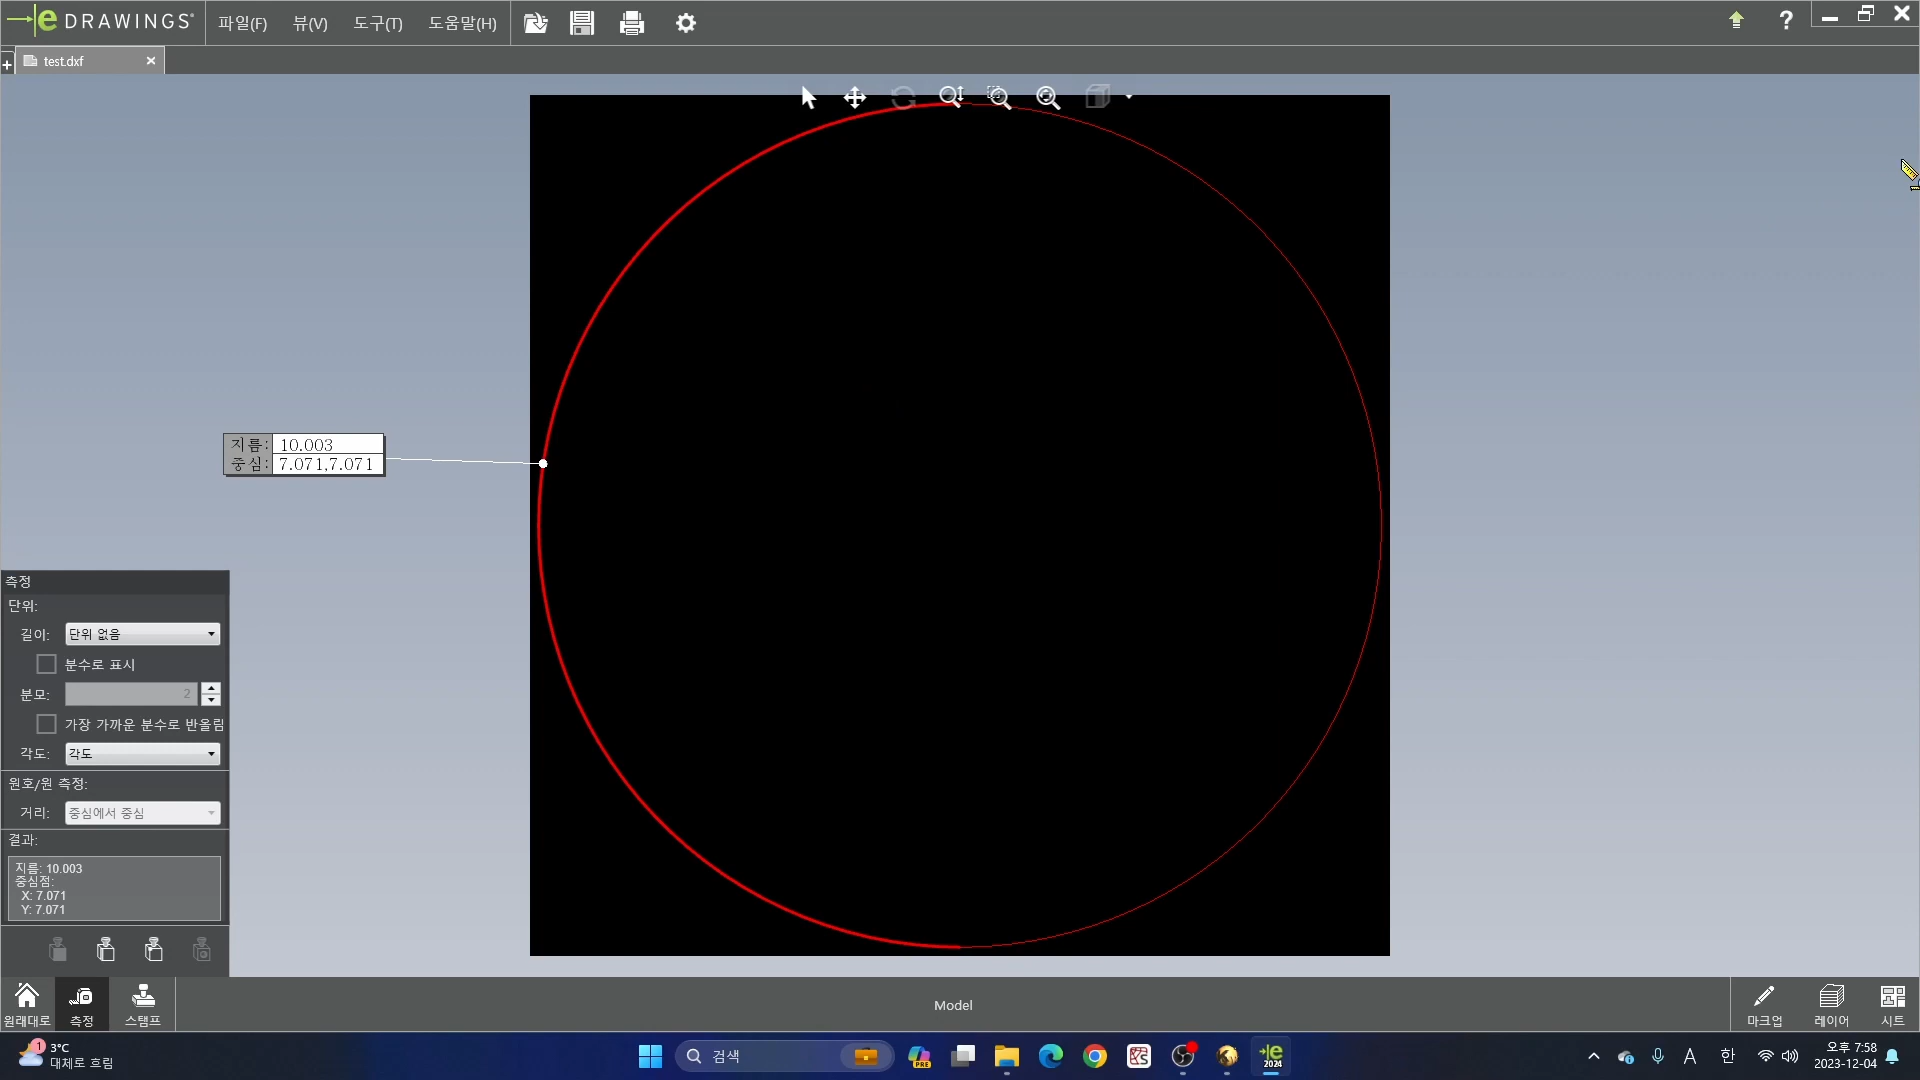 eDRAWINGS®
파일(F) 뷰(V) 도구(T) 도움말(H)
?
+ test.dxf
지름: 10.003
중심: 7.071,7.071
측정
단위:
길이: 단위 없음
분수로 표시
분모: 2
가장 가까운 분수로 반올림
각도: 각도
원호/원 측정:
거리: 중심에서 중심
결과:
지름: 10.003
중심점:
X: 7.071
Y: 7.071
원래대로 측정 스탬프
Model
마크업 레이어 시트
1
3°C
대체로 흐림
검색
PRE
e
2024
A 한
오후 7:58
2023-12-04